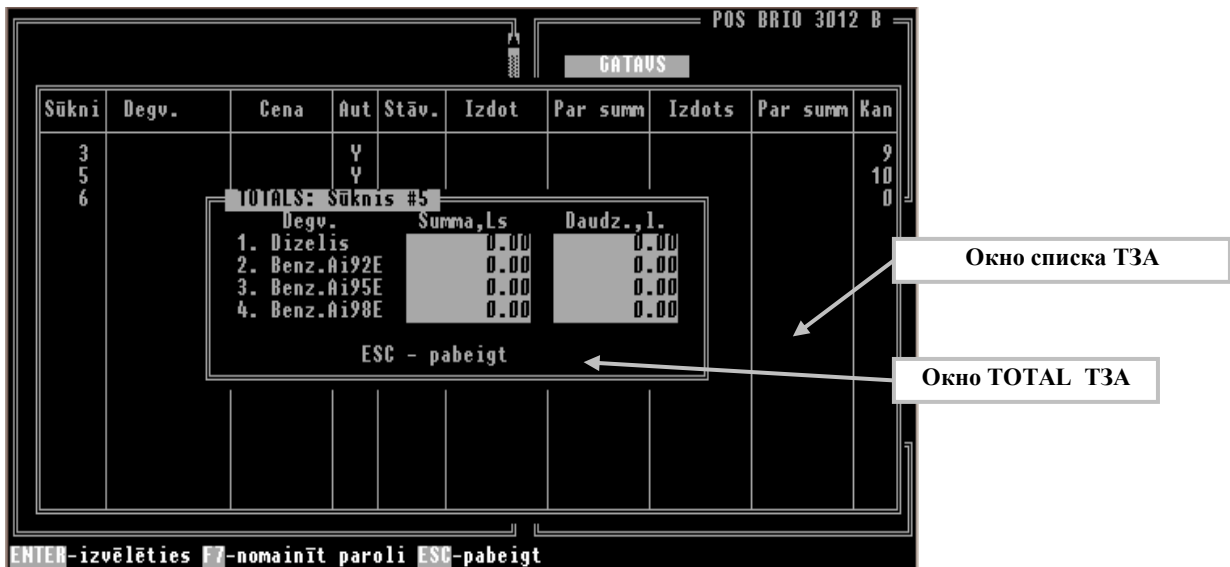 POS BRIO 3012 B
GATAVS
Sūkni Degv. Cena Aut Stāv. Izdot Par summ Izdots Par summ Kan
3 Y 9
5 Y 10
6 0
TOTALS: Sūknis #5
Degv. Summa,Ls Daudz.,l.
1. Dizelis 0.00 0.00
2. Benz.Ai92E 0.00 0.00
3. Benz.Ai95E 0.00 0.00
4. Benz.Ai98E 0.00 0.00
ESC - pabeigt
Окно списка ТЗА
Окно TOTAL ТЗА
ENTER-izvēlēties F7-nomainīt paroli ESC-pabeigt